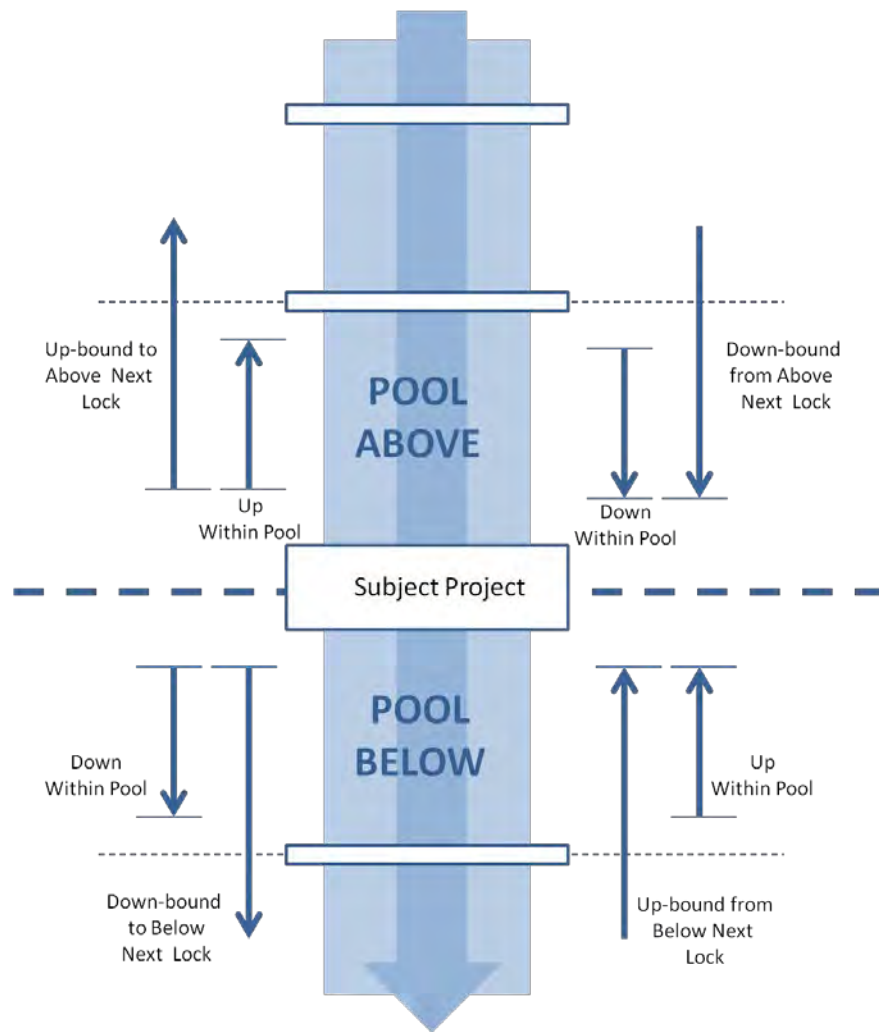 Up-bound to
Above Next
Lock
POOL
ABOVE
Down-bound
from Above
Next Lock
Up
Within Pool
Down
Within Pool
Subject Project
Down
Within Pool
POOL
BELOW
Up
Within Pool
Down-bound
to Below
Next Lock
Up-bound from
Below Next
Lock